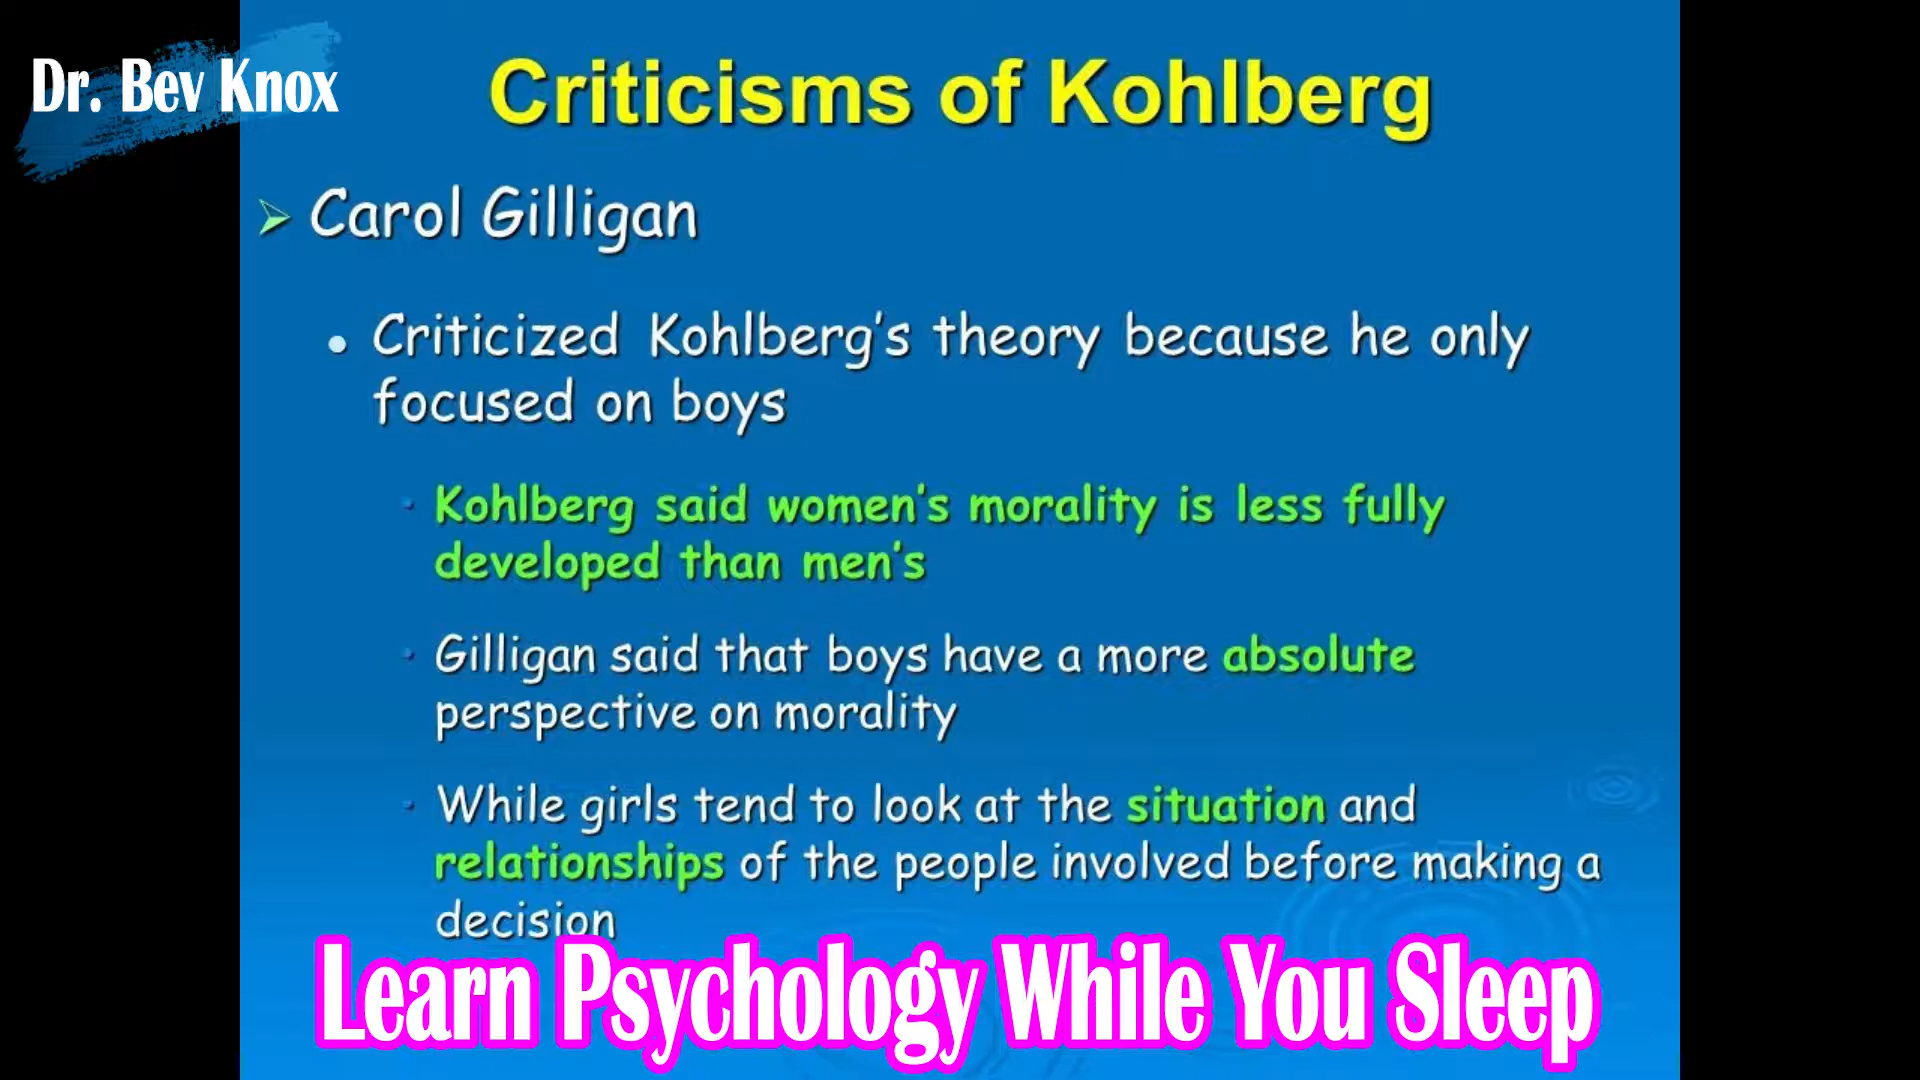 Dr. Bev Knox
Criticisms of Kohlberg
Carol Gilligan
Criticized Kohlberg's theory because he only
focused on boys
Kohlberg said women's morality is less fully
developed than men's
Gilligan said that boys have a more absolute
perspective on morality
While girls tend to look at the situation and
relationships of the people involved before making a
decision
Learn Psychology While You Sleep